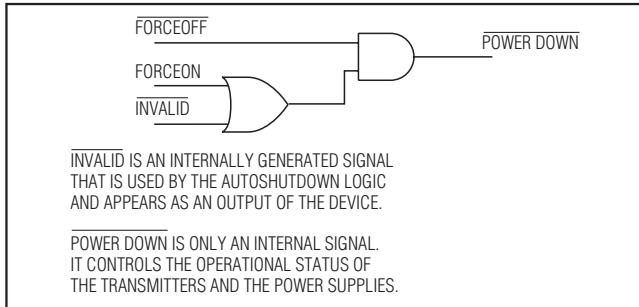 FORCEOFF
POWER DOWN
FORCEON
INVALID
INVALID IS AN INTERNALLY GENERATED SIGNAL
THAT IS USED BY THE AUTOSHUTDOWN LOGIC
AND APPEARS AS AN OUTPUT OF THE DEVICE.
POWER DOWN IS ONLY AN INTERNAL SIGNAL.
IT CONTROLS THE OPERATIONAL STATUS OF
THE TRANSMITTERS AND THE POWER SUPPLIES.